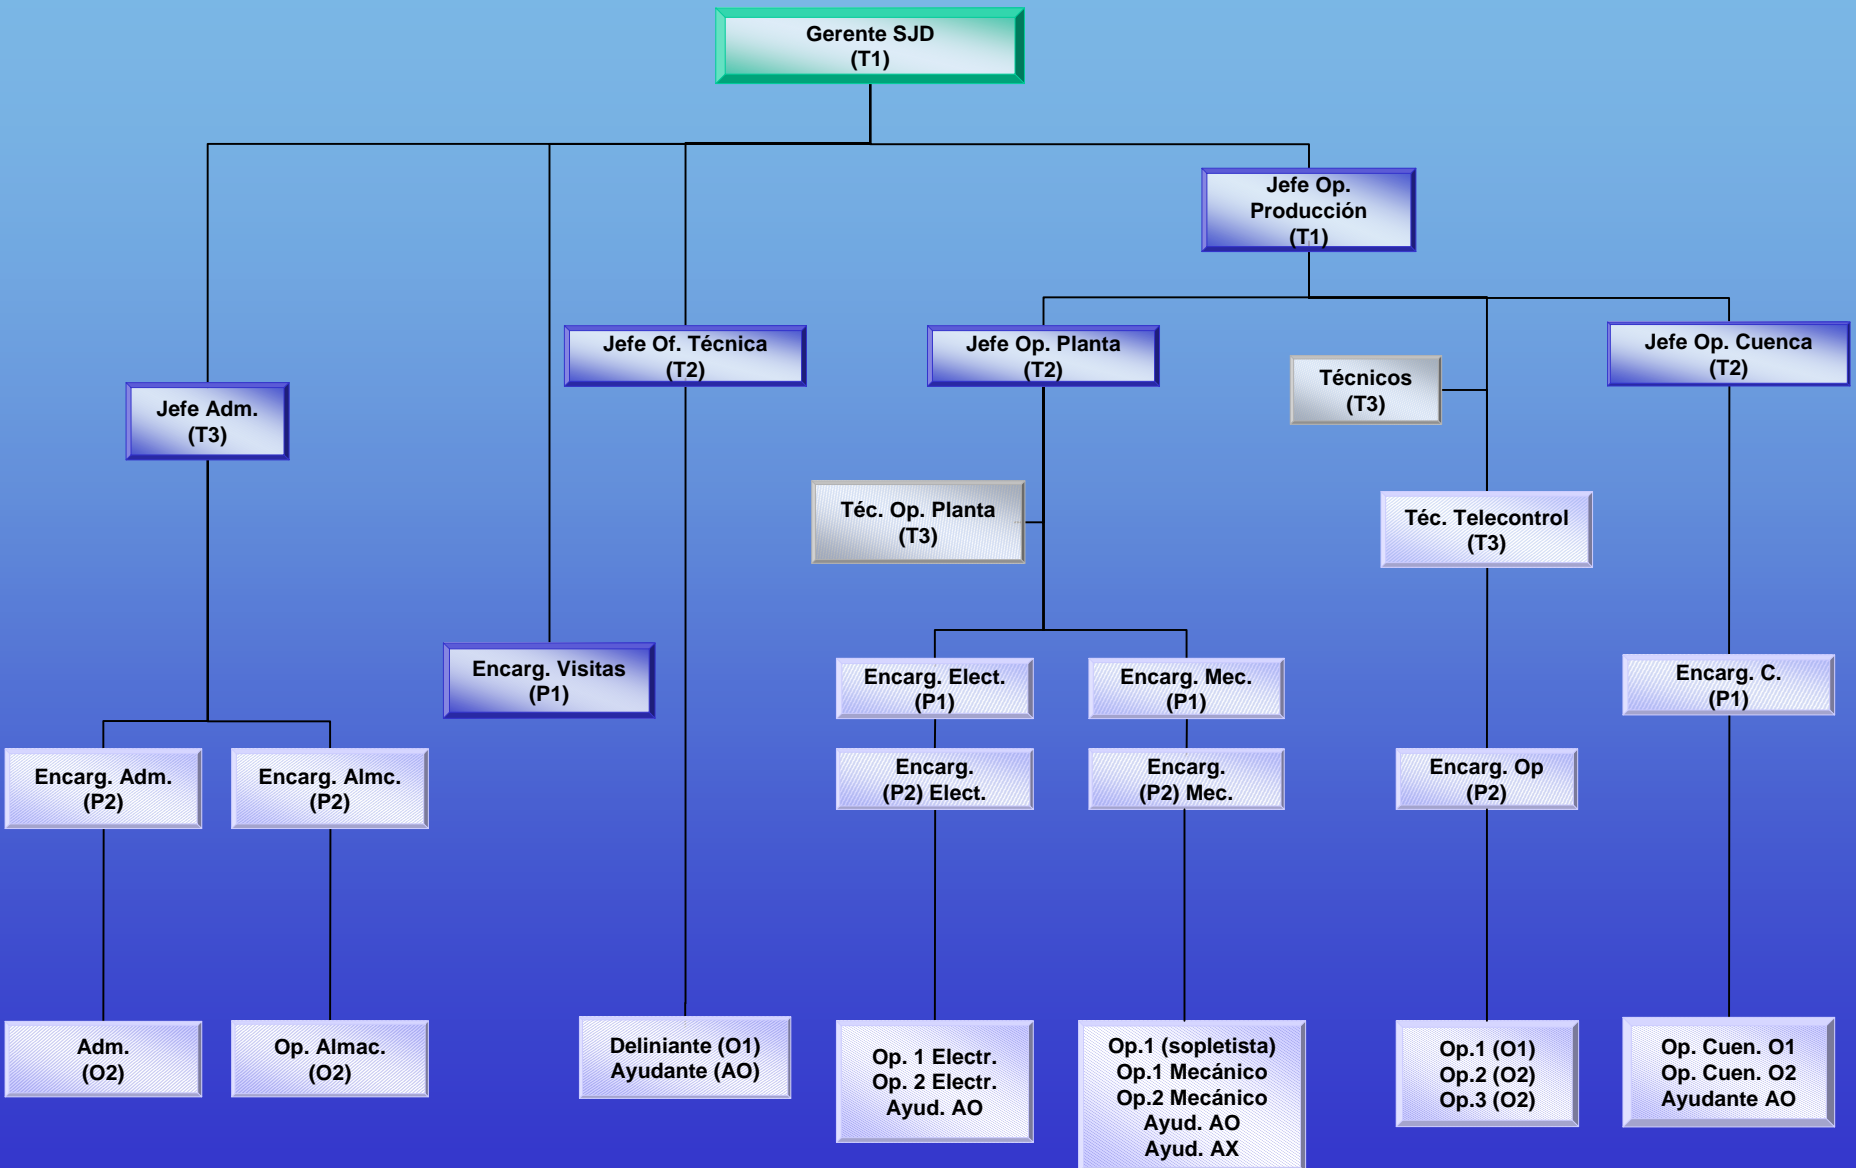 Gerente SJD
(T1)
Jefe Op.
Producción
(T1)
Jefe Of. Técnica
(T2)
Jefe Op. Planta
(T2)
Jefe Op. Cuenca
(T2)
Técnicos
(T3)
Jefe Adm.
(T3)
Téc. Op. Planta
(T3)
Téc. Telecontrol
(T3)
Encarg. Visitas
(P1)
Encarg. Elect.
(P1)
Encarg. Mec.
(P1)
Encarg. C.
(P1)
Encarg. Adm.
(P2)
Encarg. Almc.
(P2)
Encarg.
(P2) Elect.
Encarg.
(P2) Mec.
Encarg. Op
(P2)
Adm.
(O2)
Op. Almac.
(O2)
Deliniante (O1)
Ayudante (AO)
Op. 1 Electr.
Op. 2 Electr.
Ayud. AO
Op.1 (sopletista)
Op.1 Mecánico
Op.2 Mecánico
Ayud. AO
Ayud. AX
Op.1 (O1)
Op.2 (O2)
Op.3 (O2)
Op. Cuen. O1
Op. Cuen. O2
Ayudante AO